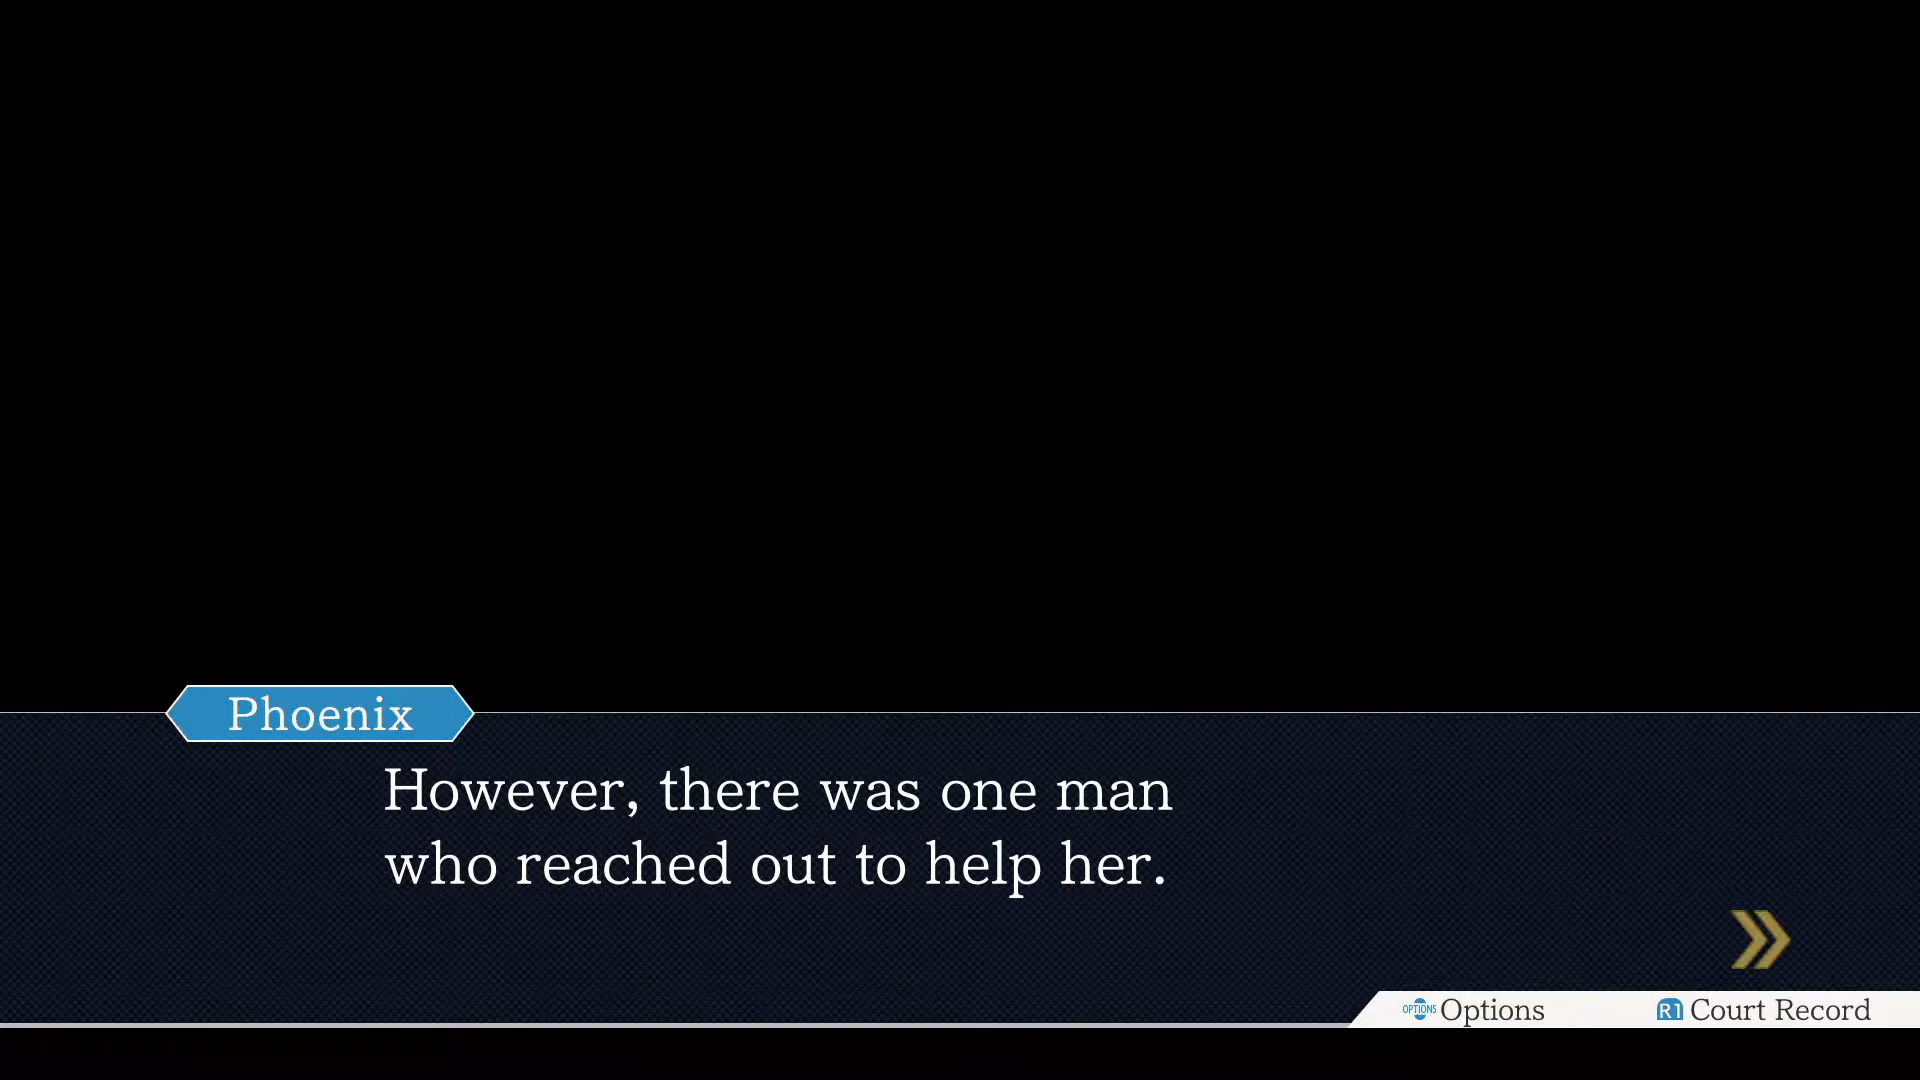 Phoenix
However, there was one man
who reached out to help her.
OPTIONS Options
R1 Court Record